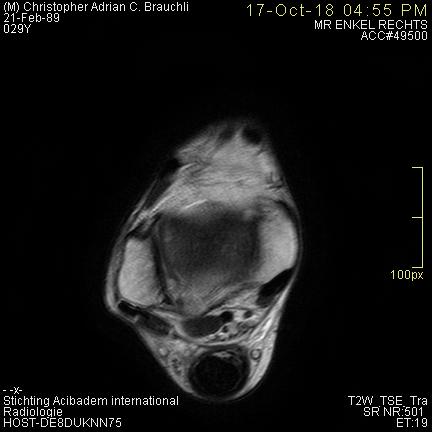 (M) Christopher Adrian C. Brauchli
21-Feb-89
029Y
17-Oct-18 04:55 PM
MR ENKEL RECHTS
ACC#49500
100px
--x-
Stichting Acibadem international
Radiologie
HOST-DE8DUKNN75
T2W_TSE_Tra
SR NR:501
ET:19